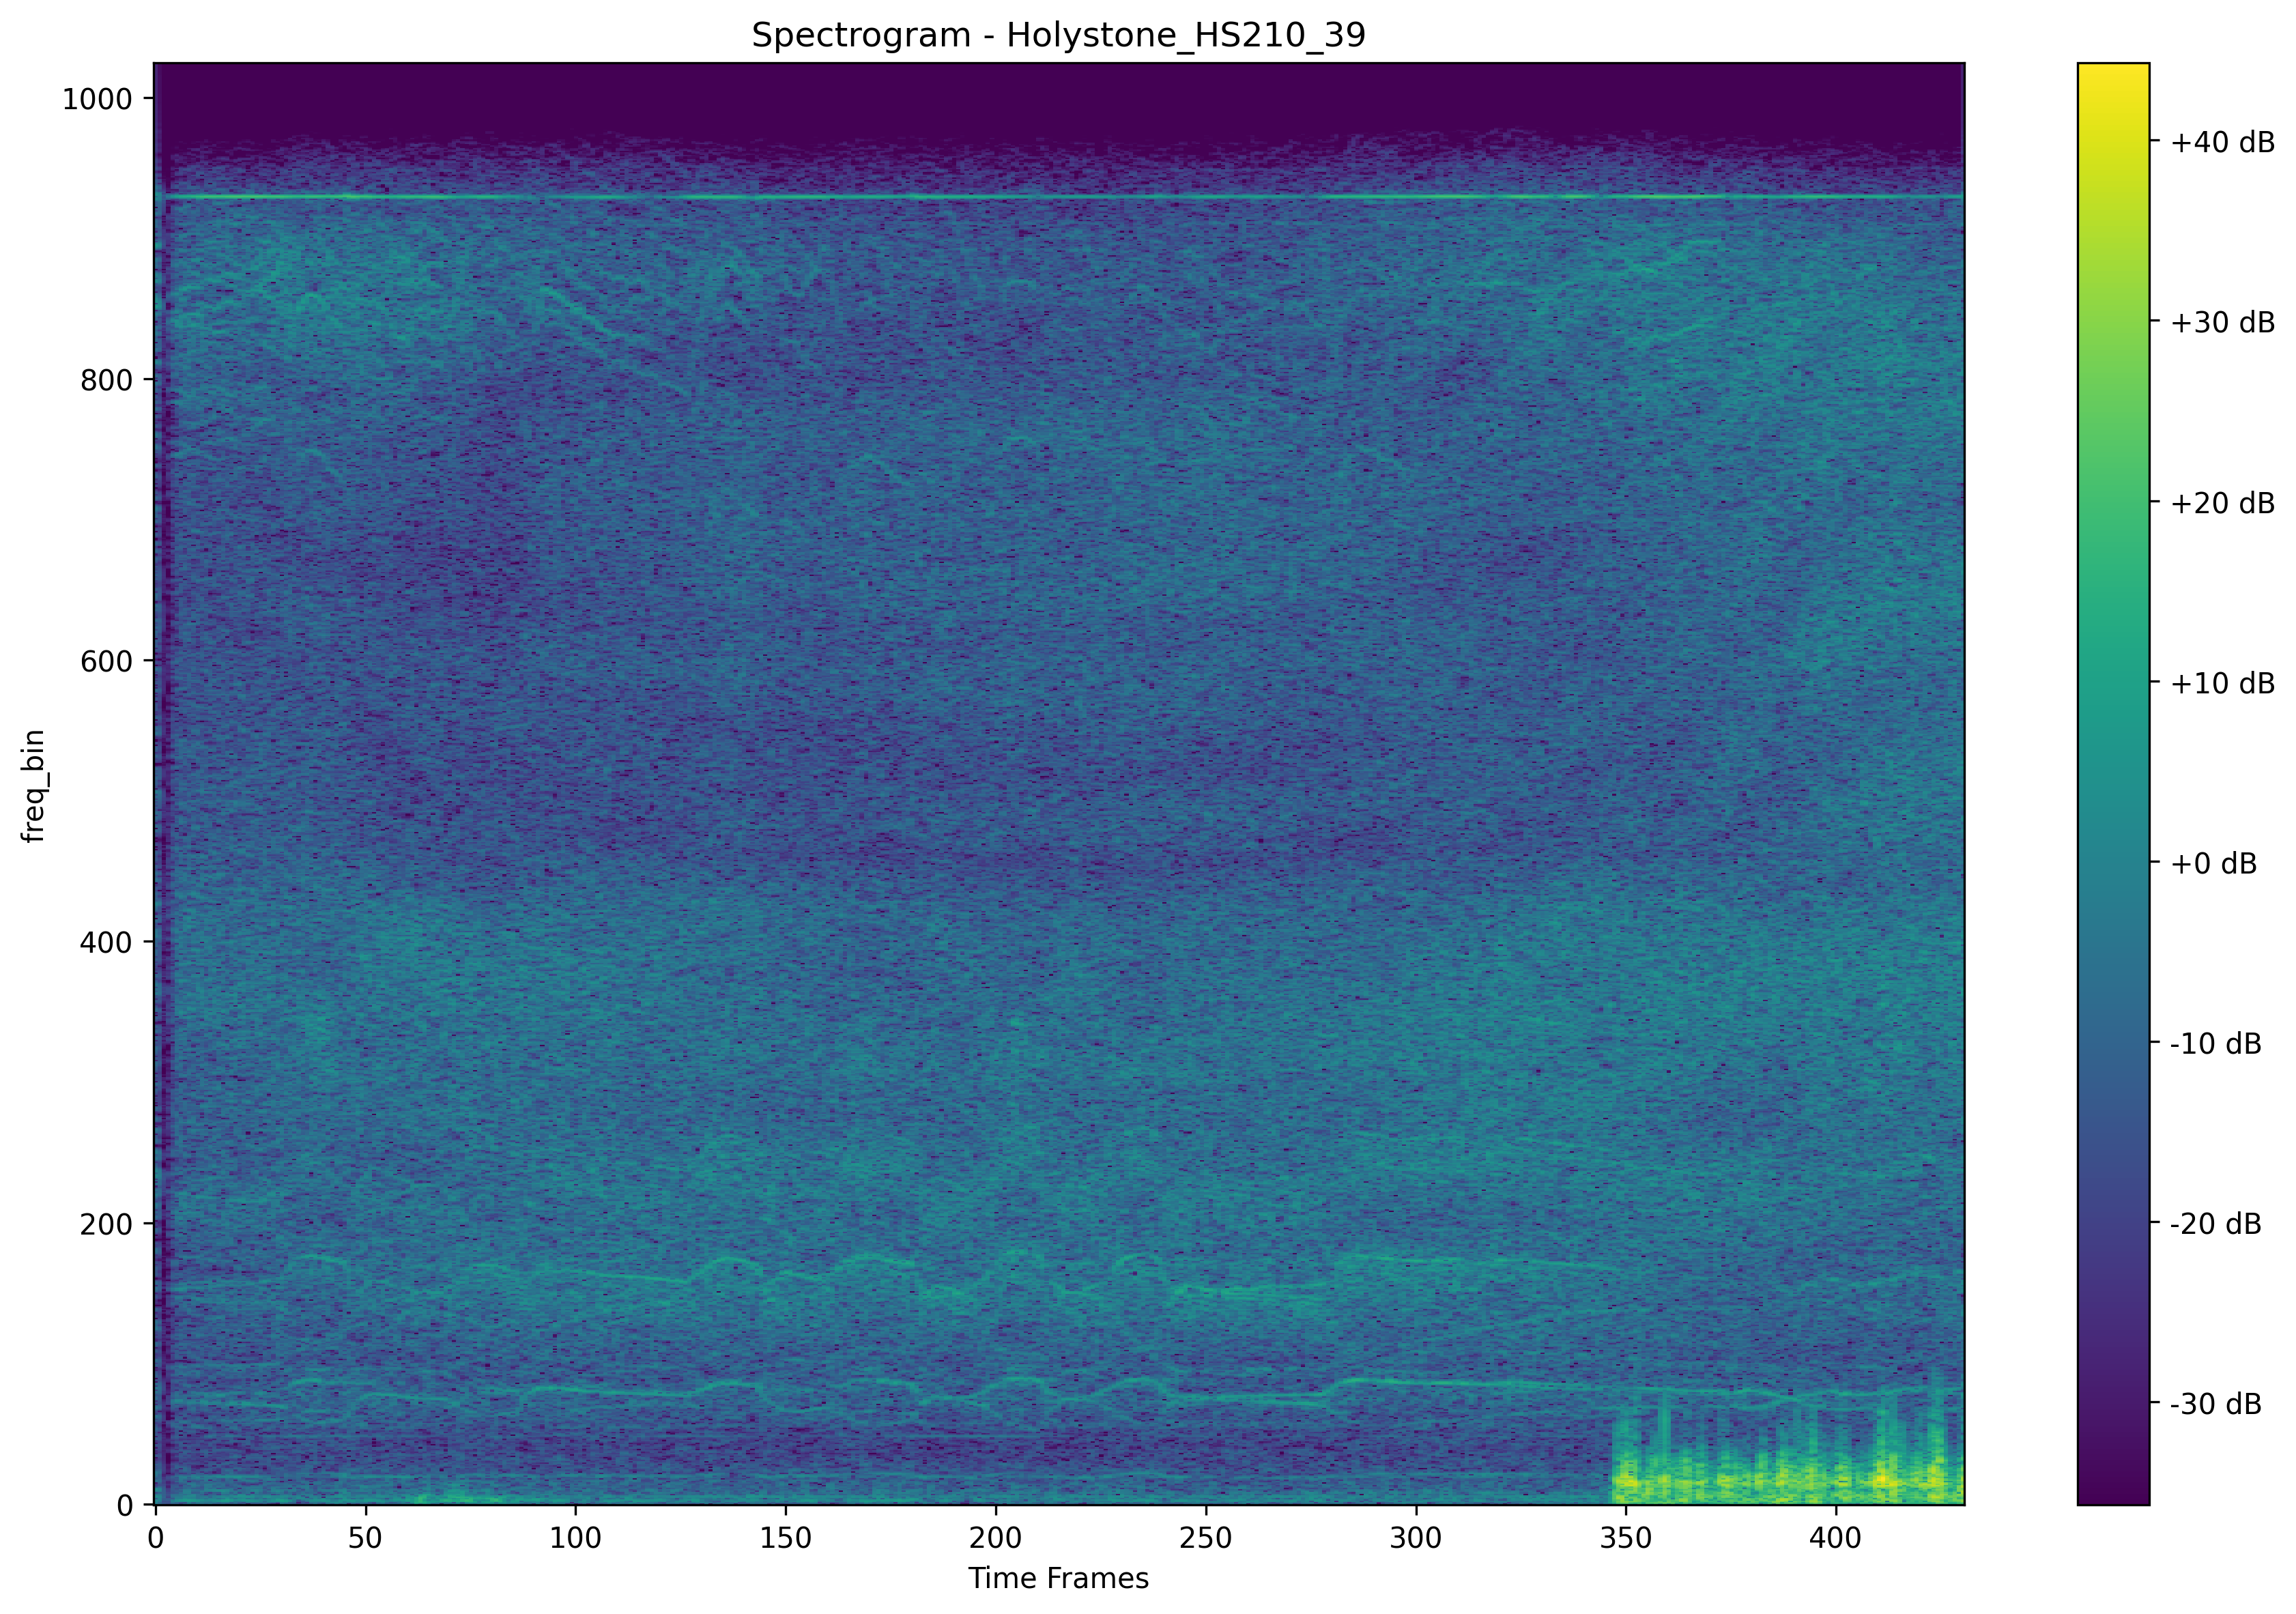 Spectrogram - Holystone_HS210_39
1000
800
600
400
200
0
freq_bin
0 50 100 150 200 250 300 350 400
Time Frames
+40 dB
+30 dB
+20 dB
+10 dB
+0 dB
-10 dB
-20 dB
-30 dB